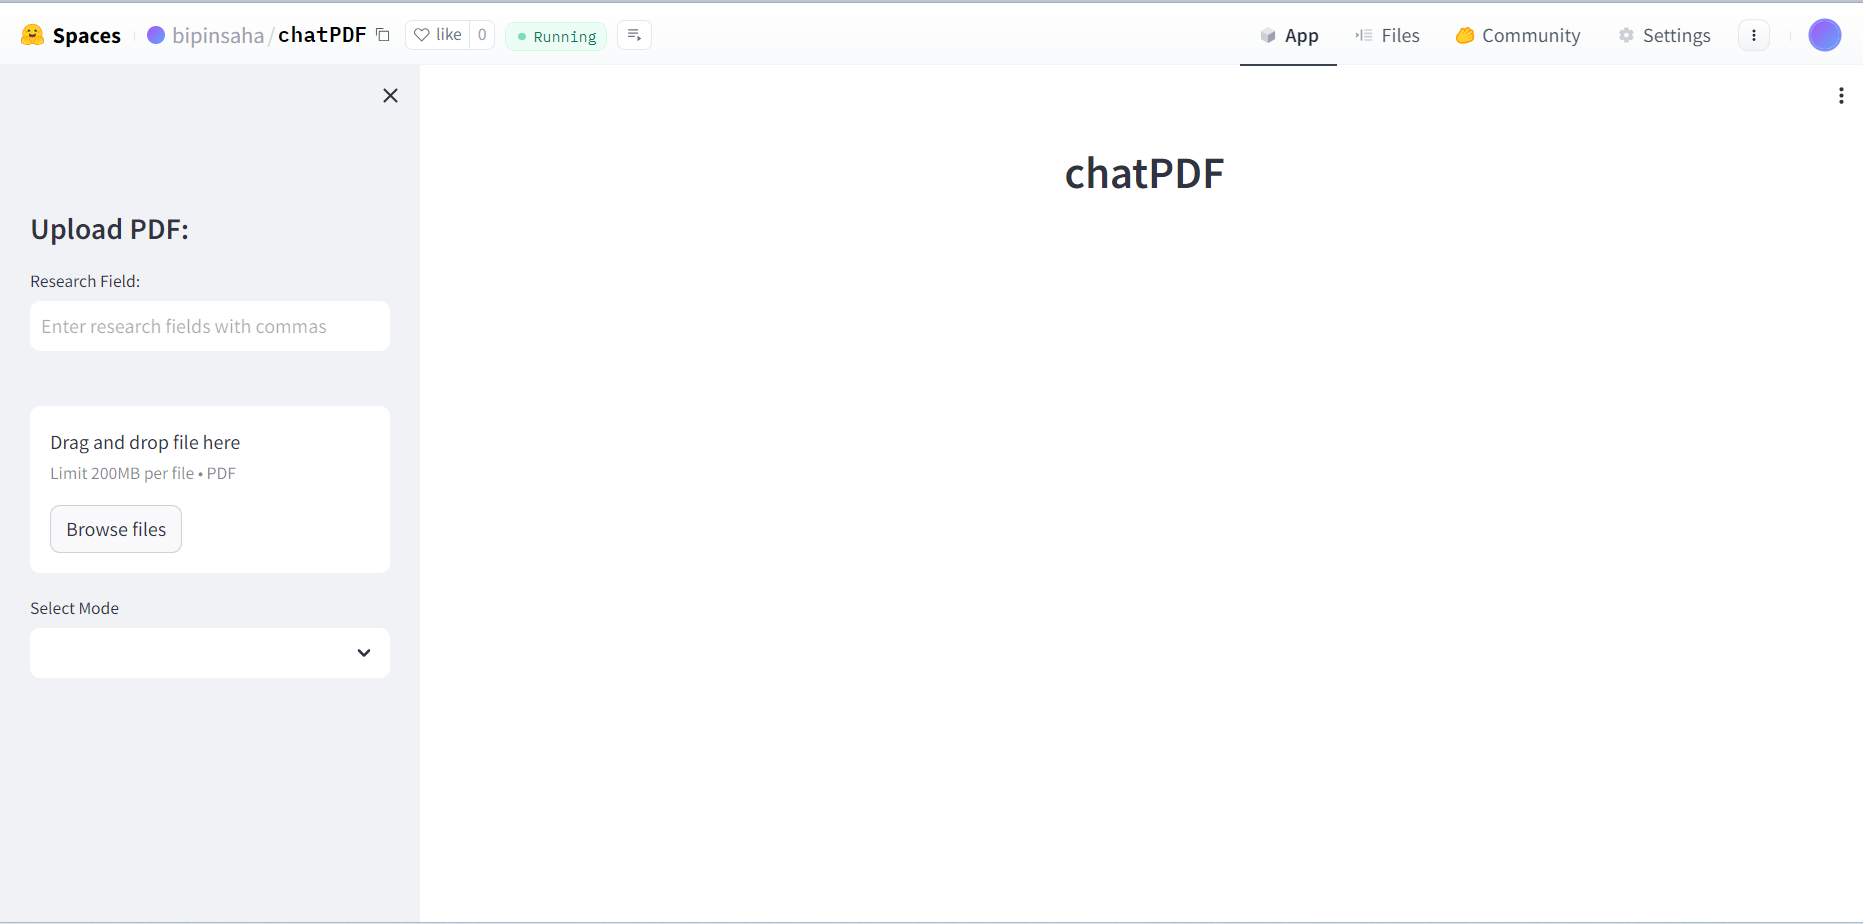 Spaces bipinsaha/chatPDF like 0 Running App Files Community Settings
chatPDF
Upload PDF:
Research Field:
Enter research fields with commas
Drag and drop file here
Limit 200MB per file • PDF
Browse files
Select Mode